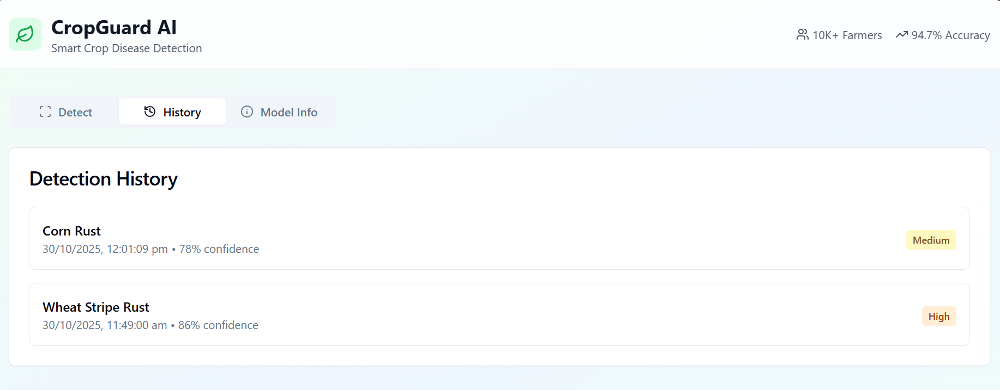 CropGuard AI
Smart Crop Disease Detection
10K+ Farmers
94.7% Accuracy
Detect
History
Model Info
Detection History
Corn Rust
30/10/2025, 12:01:09 pm • 78% confidence
Medium
Wheat Stripe Rust
30/10/2025, 11:49:00 am • 86% confidence
High